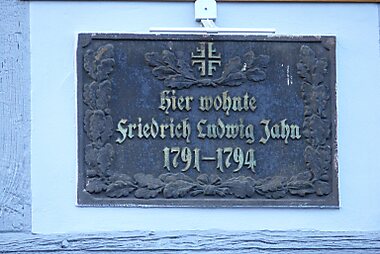 Hier wohnte
Friedrich Ludwig Jahn
1791–1794